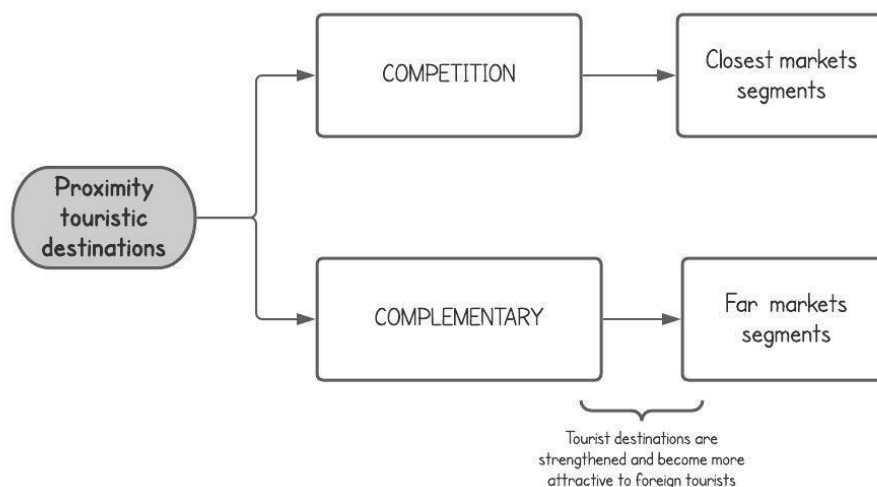 Proximity
touristic
destinations
COMPETITION
Closest markets
segments
COMPLEMENTARY
Far markets
segments
Tourist destinations are
strengthened and become more
attractive to foreign tourists